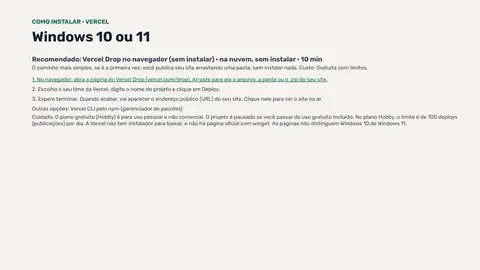 COMO INSTALAR · VERCEL
Windows 10 ou 11
Recomendado: Vercel Drop no navegador (sem instalar) · na nuvem, sem instalar · 10 min
O caminho mais simples, se é a primeira vez: você publica seu site arrastando uma pasta, sem instalar nada. Custo: Gratuita com limites.
1. No navegador, abra a página do Vercel Drop (vercel.com/drop). Arraste para ela o arquivo, a pasta ou o .zip do seu site.
2. Escolha o seu time da Vercel, digite o nome do projeto e clique em Deploy.
3. Espere terminar. Quando acabar, vai aparecer o endereço público (URL) do seu site. Clique nele para ver o site no ar.
Outras opções: Vercel CLI pelo npm (gerenciador de pacotes)
Cuidado: O plano gratuito (Hobby) é para uso pessoal e não comercial. O projeto é pausado se você passar do uso gratuito incluído. No plano Hobby, o limite é de 100 deploys
(publicações) por dia. A Vercel não tem instalador para baixar, e não há página oficial com winget. As páginas não distinguem Windows 10 de Windows 11.